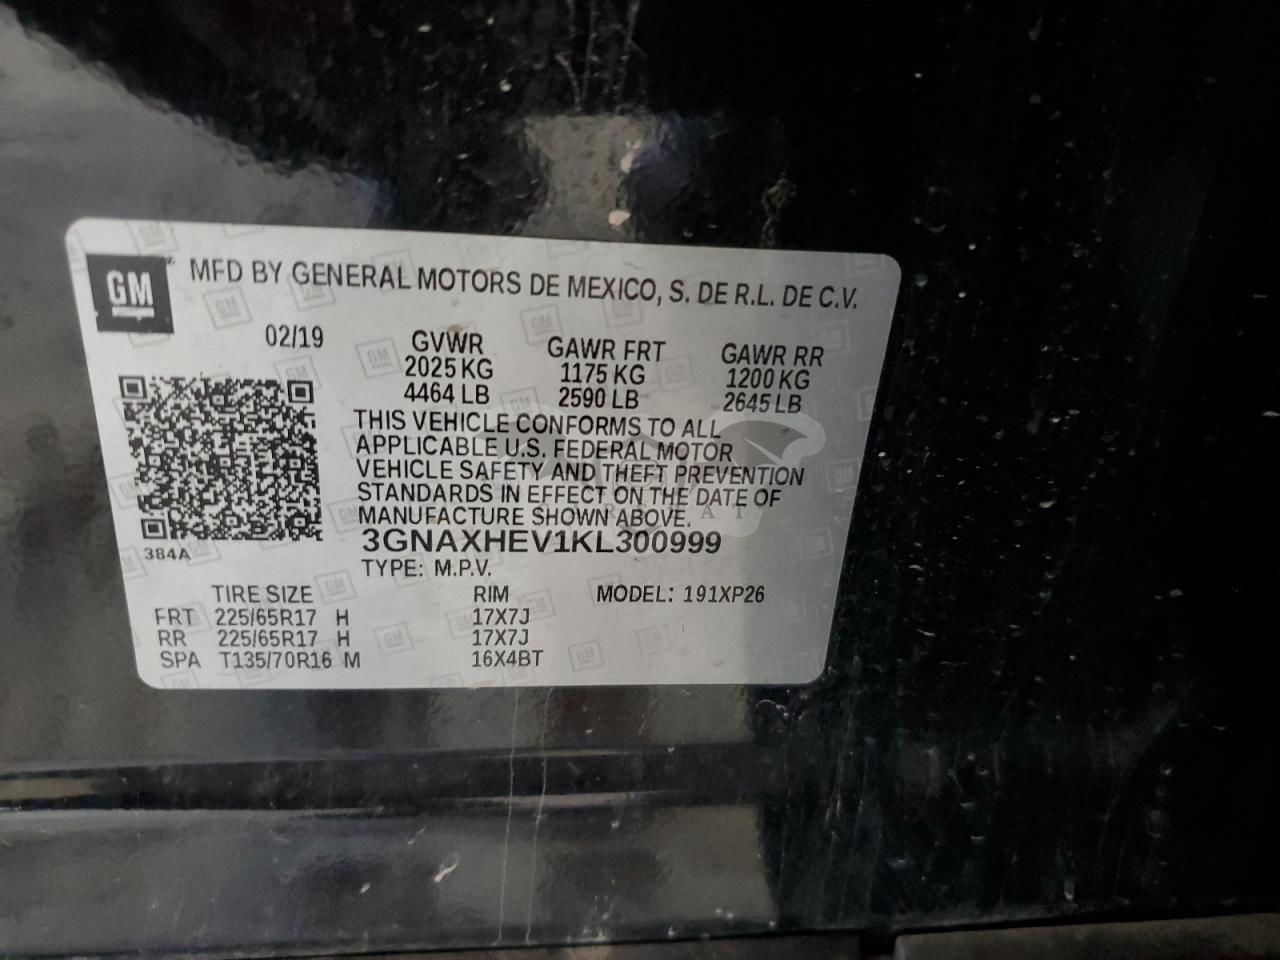 GM
MFD BY GENERAL MOTORS DE MEXICO, S. DE R.L. DE C.V.
02/19 GVWR GAWR FRT GAWR RR
2025 KG 1175 KG 1200 KG
4464 LB 2590 LB 2645 LB
THIS VEHICLE CONFORMS TO ALL
APPLICABLE U.S. FEDERAL MOTOR
VEHICLE SAFETY AND THEFT PREVENTION
STANDARDS IN EFFECT ON THE DATE OF
MANUFACTURE SHOWN ABOVE.
384A 3GNAXHEV1KL300999
TYPE: M.P.V.
TIRE SIZE RIM MODEL: 191XP26
FRT 225/65R17 H 17X7J
RR 225/65R17 H 17X7J
SPA T135/70R16 M 16X4BT